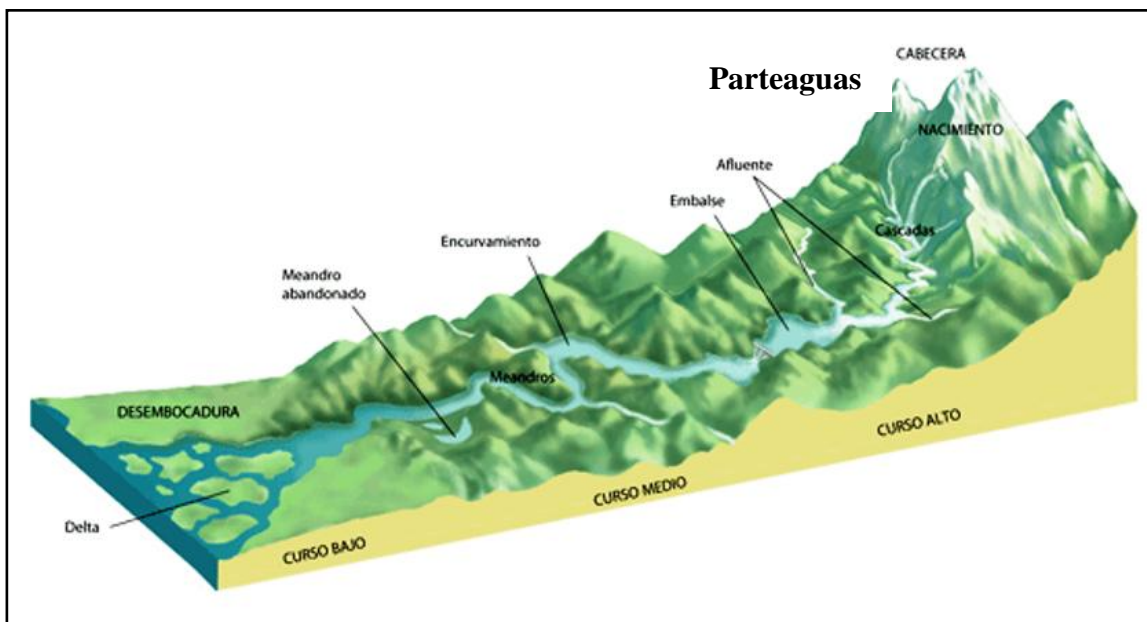 CABECERA
Parteaguas
NACIMIENTO
Afluente
Embalse
Cascadas
Encurvamiento
Meandro
abandonado
Meandros
DESEMBOCADURA
CURSO ALTO
CURSO MEDIO
Delta
CURSO BAJO